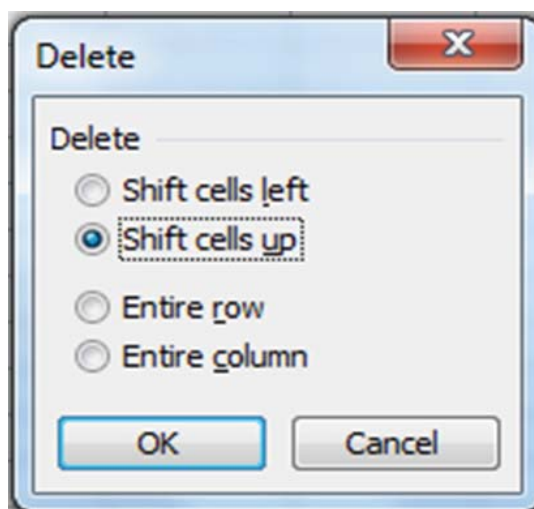 Delete
Delete
Shift cells left
Shift cells up
Entire row
Entire column
OK Cancel